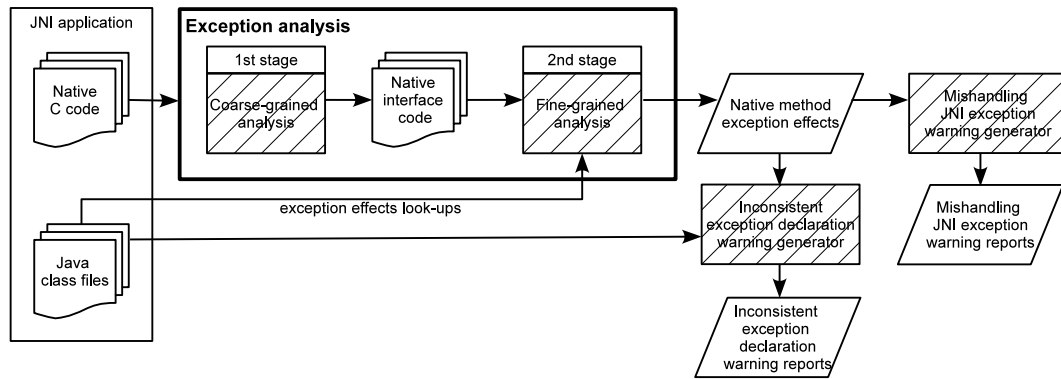 JNI application
Exception analysis
1st stage
2nd stage
Native
C code
Coarse-grained
analysis
Native
interface
code
Fine-grained
analysis
Native method
exception effects
Mishandling
JNI exception
warning generator
exception effects look-ups
Java
class files
Inconsistent
exception declaration
warning generator
Mishandling
JNI exception
warning reports
Inconsistent
exception
declaration
warning reports